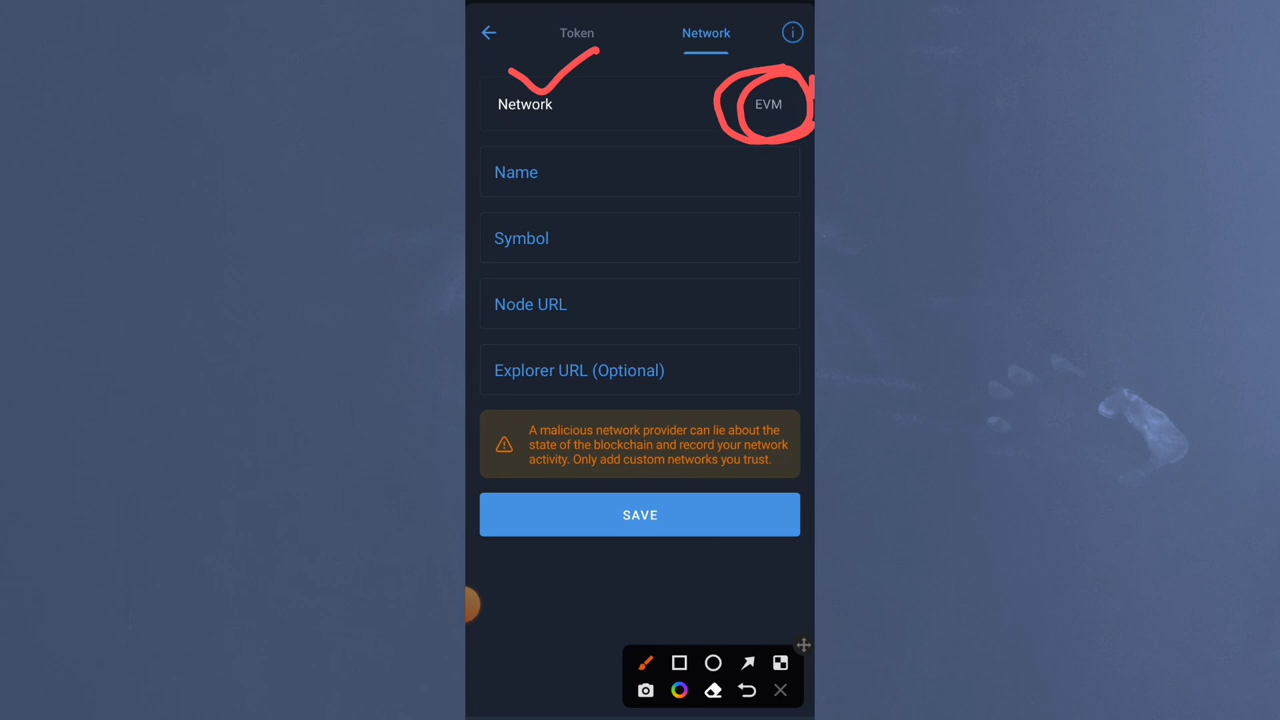 Token Network
Network EVM
Name
Symbol
Node URL
Explorer URL (Optional)
A malicious network provider can lie about the
state of the blockchain and record your network
activity. Only add custom networks you trust.
SAVE